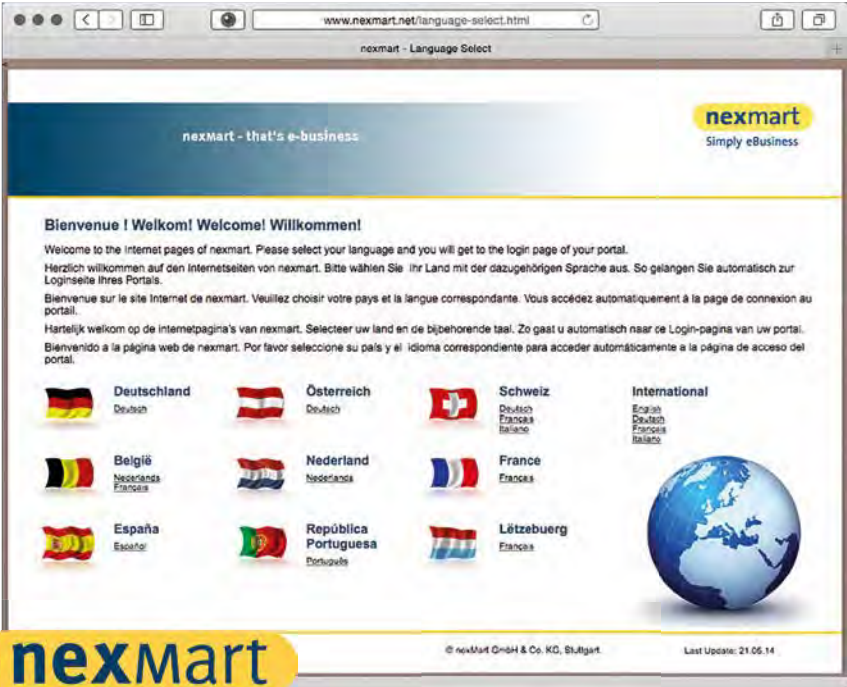 www.nexmart.net/language-select.html
nexmart - Language Select
nexmart - that's e-business
nexmart
Simply eBusiness
Bienvenue ! Welkom! Welcome! Willkommen!
Welcome to the Internet pages of nexmart. Please select your language and you will get to the login page of your portal.
Herzlich willkommen auf den Internetseiten von nexmart. Bitte wählen Sie Ihr Land mit der dazugehörigen Sprache aus. So gelangen Sie automatisch zur
Loginseite Ihres Portals.
Bienvenue sur le site Internet de nexmart. Veuillez choisir votre pays et la langue correspondante. Vous accédez automatiquement à la page de connexion au
portail.
Hartelijk welkom op de internetpagina's van nexmart. Selecteer uw land en de bijbehorende taal. Zo gaat u automatisch naar de Login-pagina van uw portal.
Bienvenido a la página web de nexmart. Por favor seleccione su país y el idioma correspondiente para acceder automáticamente a la página de acceso del
portal.
Deutschland
Deutsch
Österreich
Deutsch
Schweiz
Deutsch
Français
Italiano
International
English
Deutsch
Français
Italiano
België
Nederlands
Français
Nederland
Nederlands
France
Français
España
Español
República
Portuguesa
Português
Lëtzebuerg
Français
© nexMart GmbH & Co. KG, Stuttgart.
Last Update: 21.05.14
nexmart